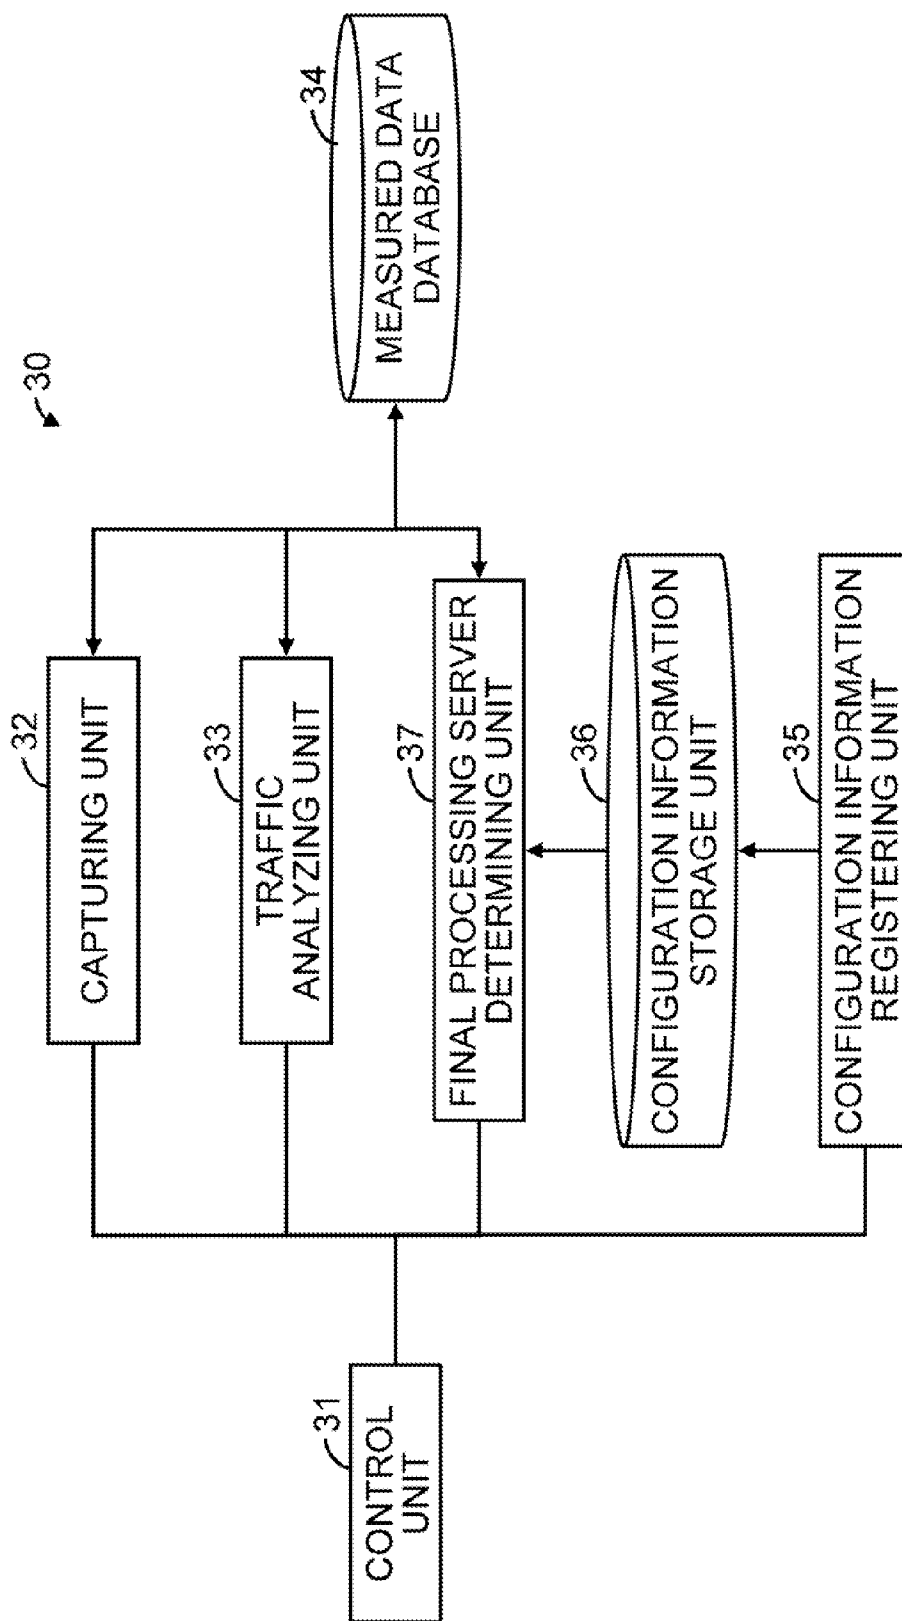 30
31
CONTROL
UNIT
32
CAPTURING UNIT
33
TRAFFIC
ANALYZING UNIT
37
FINAL PROCESSING SERVER
DETERMINING UNIT
36
CONFIGURATION INFORMATION
STORAGE UNIT
35
CONFIGURATION INFORMATION
REGISTERING UNIT
34
MEASURED DATA
DATABASE